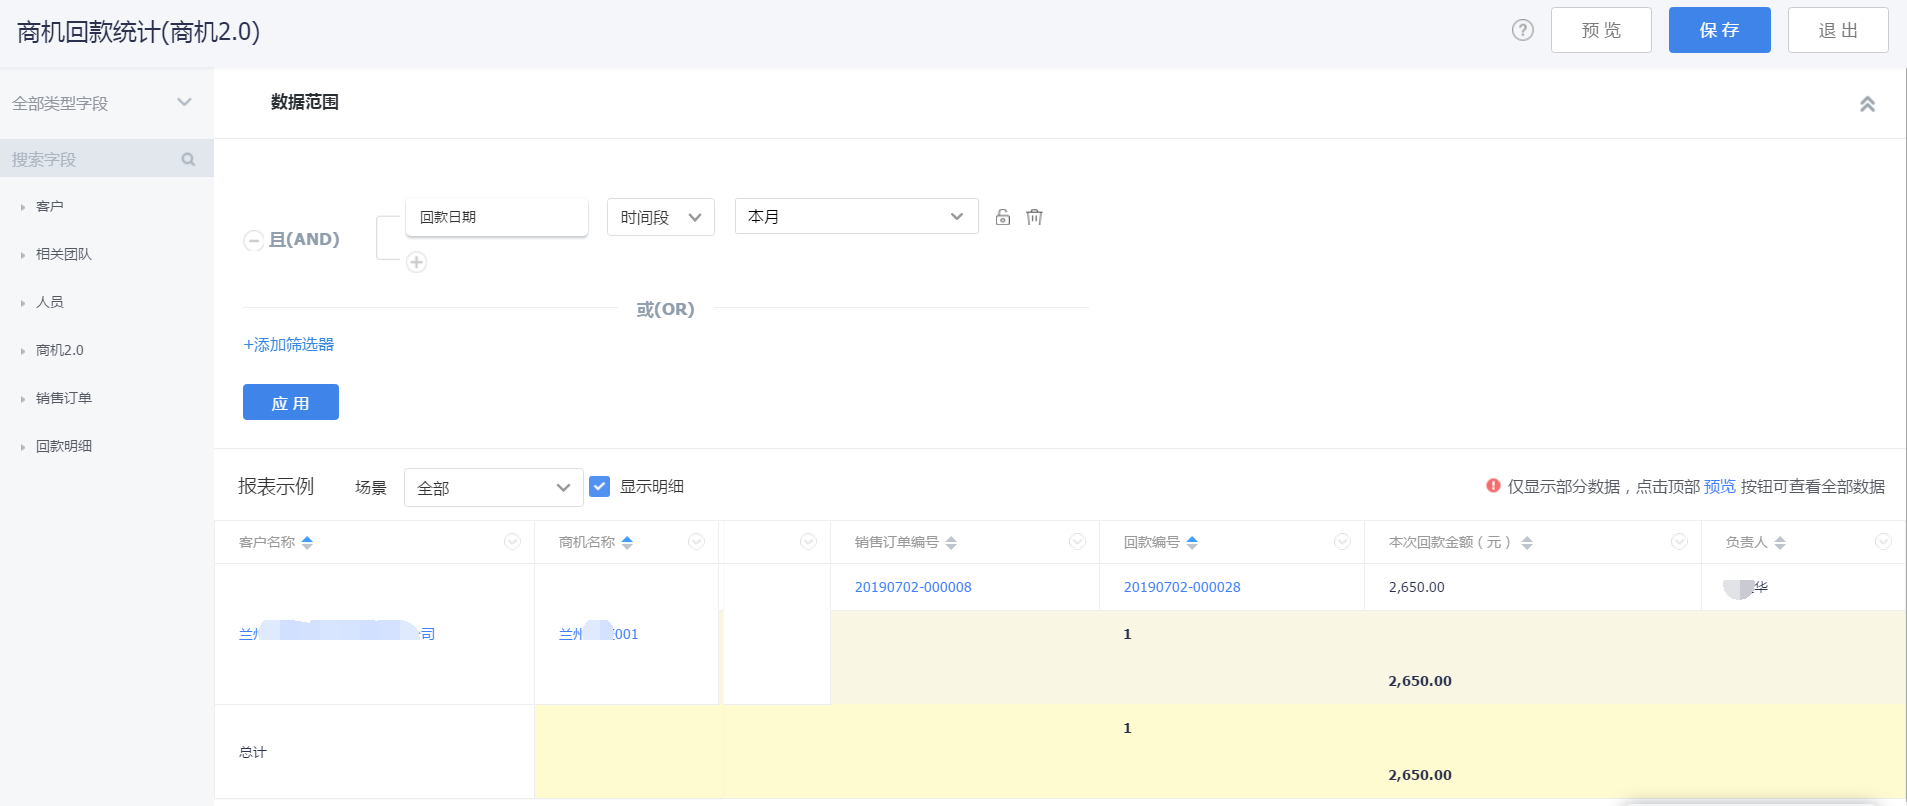 商机回款统计(商机2.0)
预 览
保 存
退 出
全部类型字段
数据范围
搜索字段
客户
相关团队
人员
商机2.0
销售订单
回款明细
且(AND)
回款日期
时间段
本月
或(OR)
+添加筛选器
应 用
报表示例
场景
全部
显示明细
仅显示部分数据，点击顶部 预览 按钮可查看全部数据
客户名称
商机名称
销售订单编号
回款编号
本次回款金额（元）
负责人
20190702-000008
20190702-000028
2,650.00
华
兰州 司
兰州 001
1
2,650.00
总计
1
2,650.00